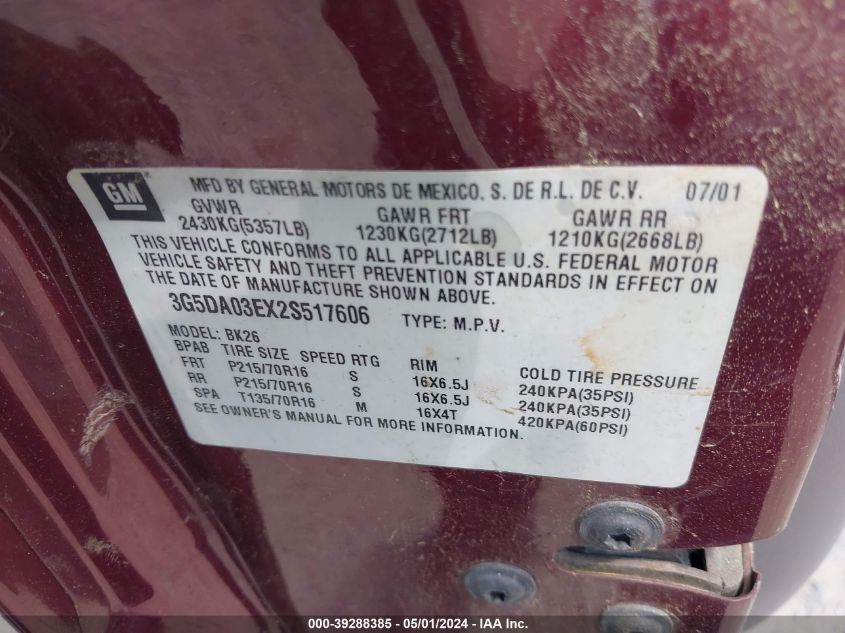 GM MFD BY GENERAL MOTORS DE MEXICO, S. DE R.L. DE C.V. 07/01
GVWR GAWR FRT GAWR RR
2430KG(5357LB) 1230KG(2712LB) 1210KG(2668LB)
THIS VEHICLE CONFORMS TO ALL APPLICABLE U.S. FEDERAL MOTOR
VEHICLE SAFETY AND THEFT PREVENTION STANDARDS IN EFFECT ON
THE DATE OF MANUFACTURE SHOWN ABOVE.
3G5DA03EX2S517606 TYPE: M.P.V.
MODEL: BK26
BPAB TIRE SIZE SPEED RTG RIM COLD TIRE PRESSURE
FRT P215/70R16 S 16X6.5J 240KPA(35PSI)
RR P215/70R16 S 16X6.5J 240KPA(35PSI)
SPA T135/70R16 M 16X4T 420KPA(60PSI)
SEE OWNER'S MANUAL FOR MORE INFORMATION.
000-39288385 - 05/01/2024 - IAA Inc.